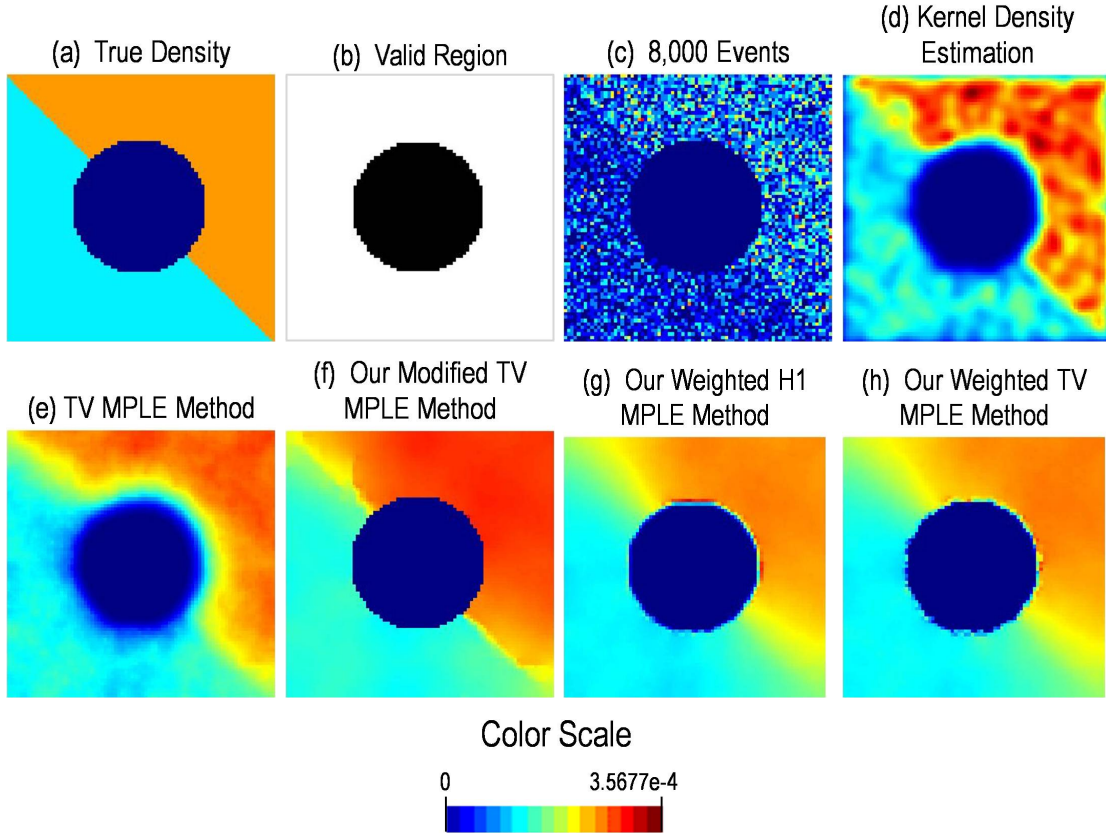 (a) True Density
(b) Valid Region
(c) 8,000 Events
(d) Kernel Density
Estimation
(e) TV MPLE Method
(f) Our Modified TV
MPLE Method
(g) Our Weighted H1
MPLE Method
(h) Our Weighted TV
MPLE Method
Color Scale
0
3.5677e-4